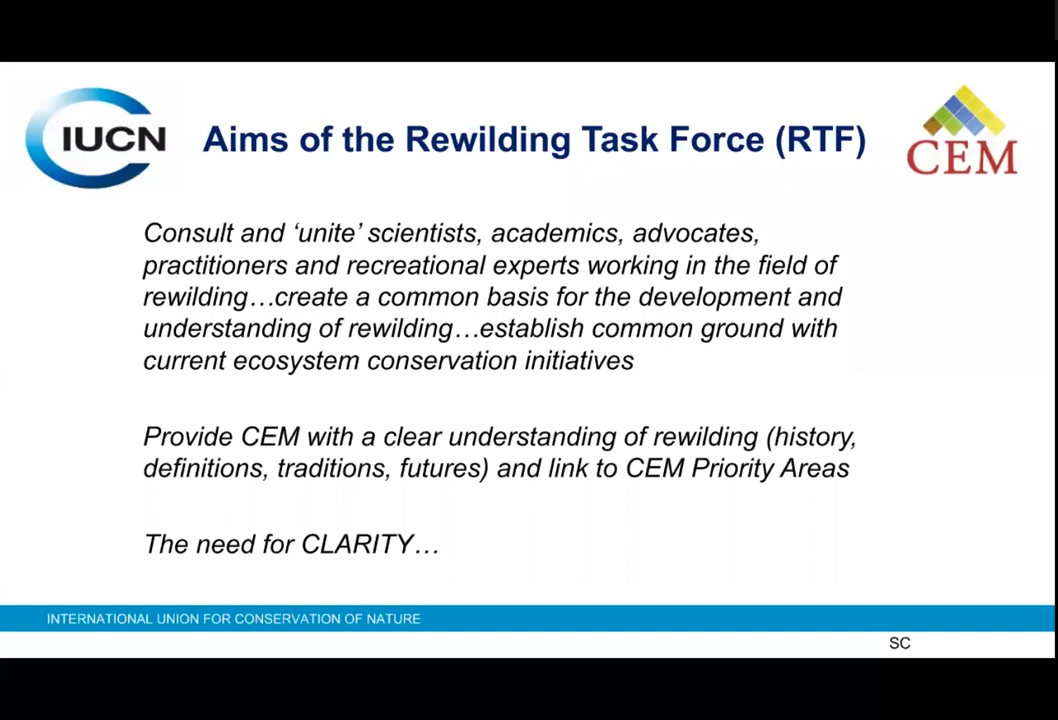 IUCN
Aims of the Rewilding Task Force (RTF)
CEM
Consult and ‘unite’ scientists, academics, advocates,
practitioners and recreational experts working in the field of
rewilding…create a common basis for the development and
understanding of rewilding…establish common ground with
current ecosystem conservation initiatives
Provide CEM with a clear understanding of rewilding (history,
definitions, traditions, futures) and link to CEM Priority Areas
The need for CLARITY…
INTERNATIONAL UNION FOR CONSERVATION OF NATURE
SC